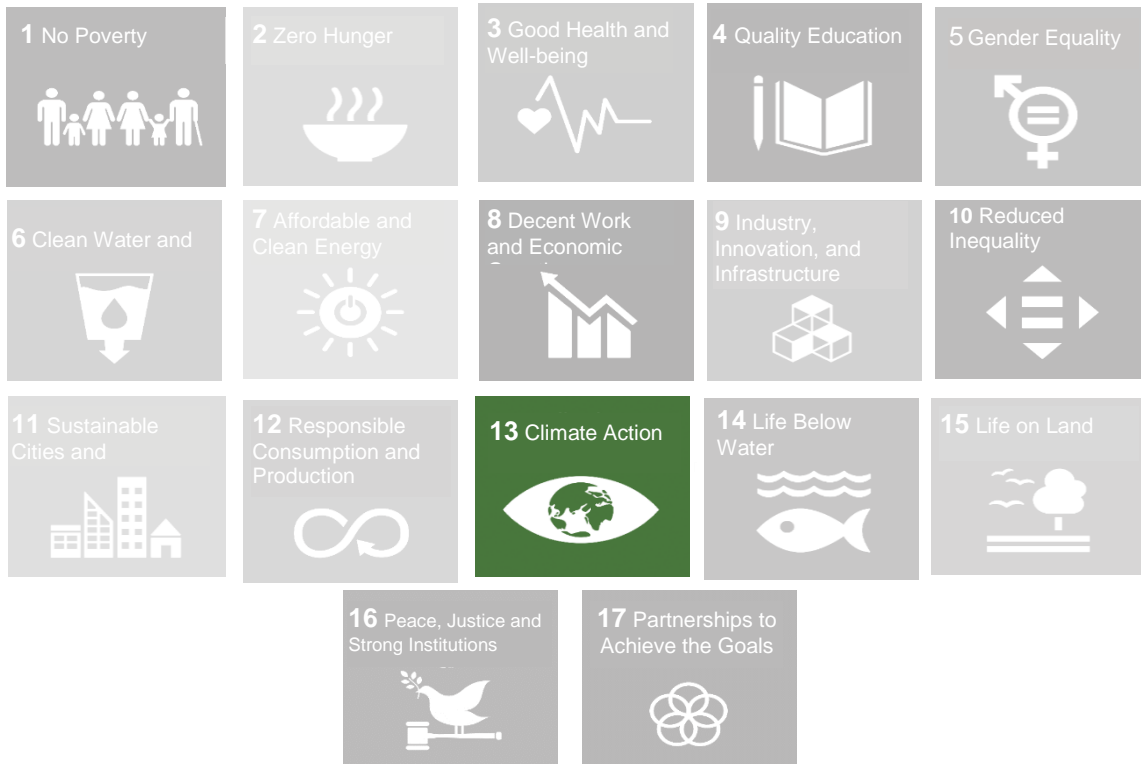 1 No Poverty
2 Zero Hunger
3 Good Health and
Well-being
4 Quality Education
5 Gender Equality
6 Clean Water and
7 Affordable and
Clean Energy
8 Decent Work
and Economic
9 Industry,
Innovation, and
Infrastructure
10 Reduced
Inequality
11 Sustainable
Cities and
12 Responsible
Consumption and
Production
13 Climate Action
14 Life Below
Water
15 Life on Land
16 Peace, Justice and
Strong Institutions
17 Partnerships to
Achieve the Goals